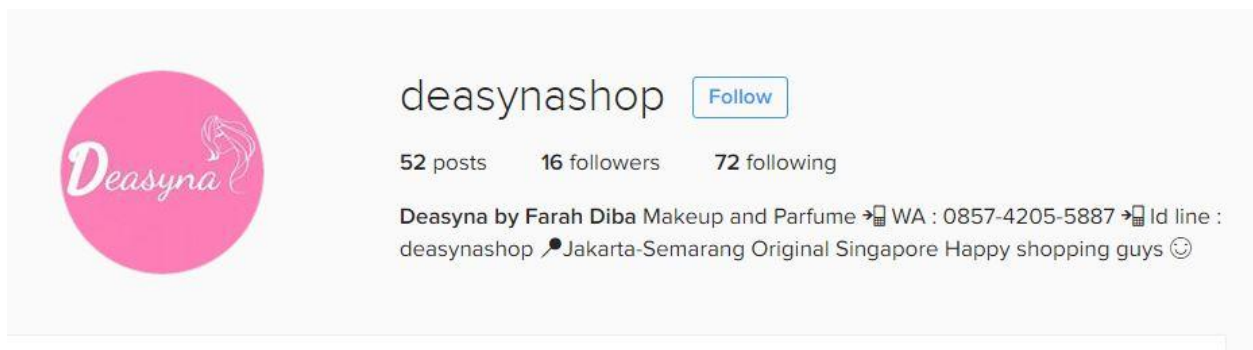 Deasyna
deasynashop Follow
52 posts 16 followers 72 following
Deasyna by Farah Diba Makeup and Parfume WA : 0857-4205-5887 Id line :
deasynashop Jakarta-Semarang Original Singapore Happy shopping guys